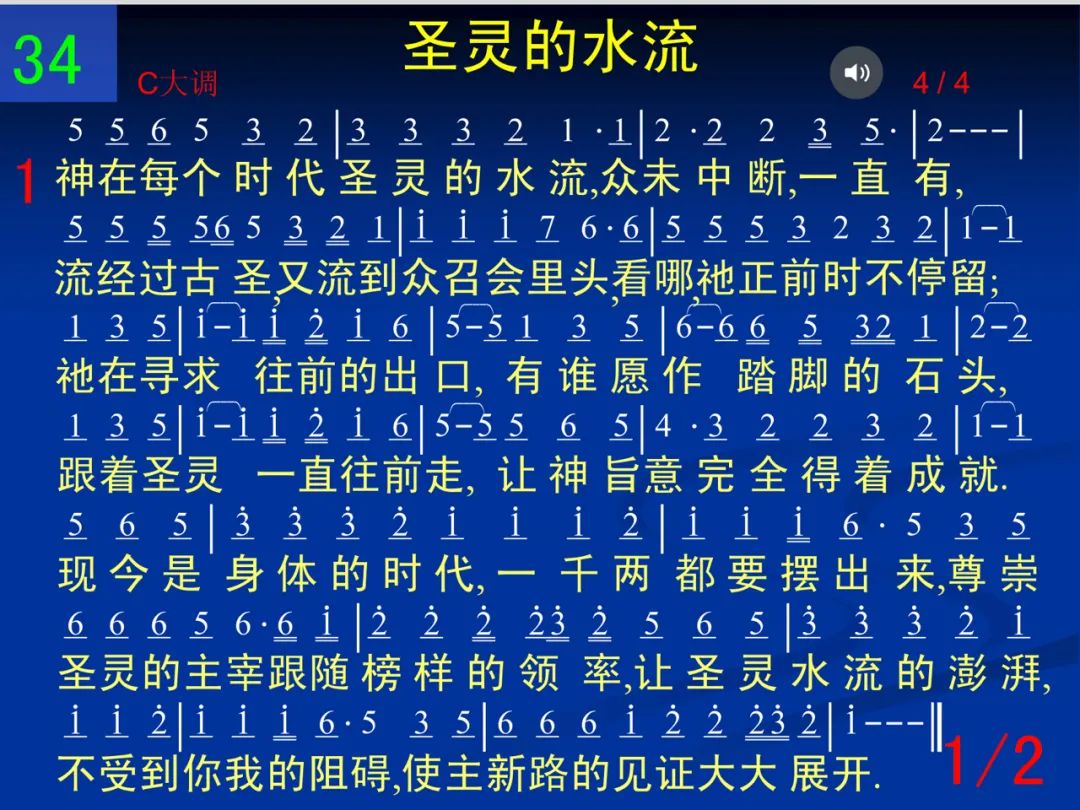 34
圣灵的水流
C大调
4 / 4
5 5 6 5 3 2|3 3 3 2 1 ·1|2 ·2 2 3 5·|2---|
1
神在每个时代圣灵的水流,众未中断,一直有,
5 5 5 56 5 3 2 1|i i i 7 6·6|5 5 5 3 2 3 2|1-1
流经过古圣,又流到众召会里头,看哪,祂正前时不停留;
1 3 5|i-i i 2̇ i 6|5-5 1 3 5|6-6 6 5 32 1|2-2
祂在寻求 往前的出口, 有谁愿作 踏脚的石头,
1 3 5|i-i i 2̇ i 6|5-5 5 6 5|4 ·3 2 2 3 2|1-1
跟着圣灵 一直往前走, 让神旨意完全得着成就.
5 6 5|3̇ 3̇ 3̇ 2̇ i i i 2̇|i i i 6 · 5 3 5
现今是 身体的时代,一 千两 都要摆出 来,尊崇
6 6 6 5 6·6 i|2̇ 2̇ 2̇ 2̇3̇ 2̇ 5 6 5|3̇ 3̇ 3̇ 2̇ i
圣灵的主宰跟随榜样的领 率,让圣灵水流的澎湃,
i i 2̇|i i i 6·5 3 5|6 6 6 i 2̇ 2̇ 2̇3̇ 2̇|i---‖
不受到你我的阻碍,使主新路的见证大大展开.
1/2